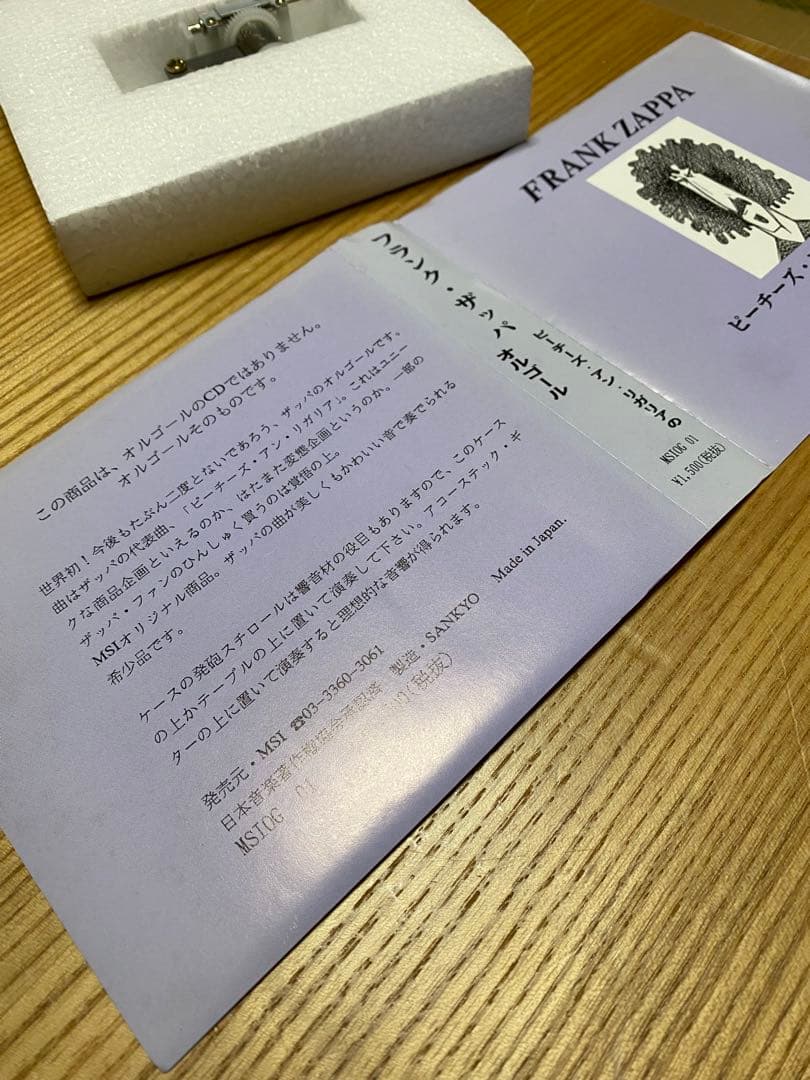 この商品は、オルゴールのCDではありません。
オルゴールそのものです。
世界初！今後もたぶん二度とないであろう、ザッパのオルゴールです。
曲はザッパの代表曲、「ピーチーズ・アン・リガリア」。これはユニー
クな商品企画といえるのか、はたまた変態企画というのか。一部の
ザッパ・ファンのひんしゅく買うのは覚悟の上。
MSIオリジナル商品。ザッパの曲が美しくもかわいい音で奏でられる
希少品です。
ケースの発砲スチロールは響音材の役目もありますので、このケース
の上かテーブルの上に置いて演奏して下さい。アコースティック・ギ
ターの上に置いて演奏すると理想的な音響が得られます。
発売元・MSI ☎03-3360-3061
日本音楽著作権協会承認済 製造・SANKYO Made in Japan.
MSIOG 01 (税抜)
フランク・ザッパ
ピーチーズ・アン・リガリアの
オルゴール
MSIOG 01
¥1,500(税抜)
FRANK ZAPPA
ピーチーズ・